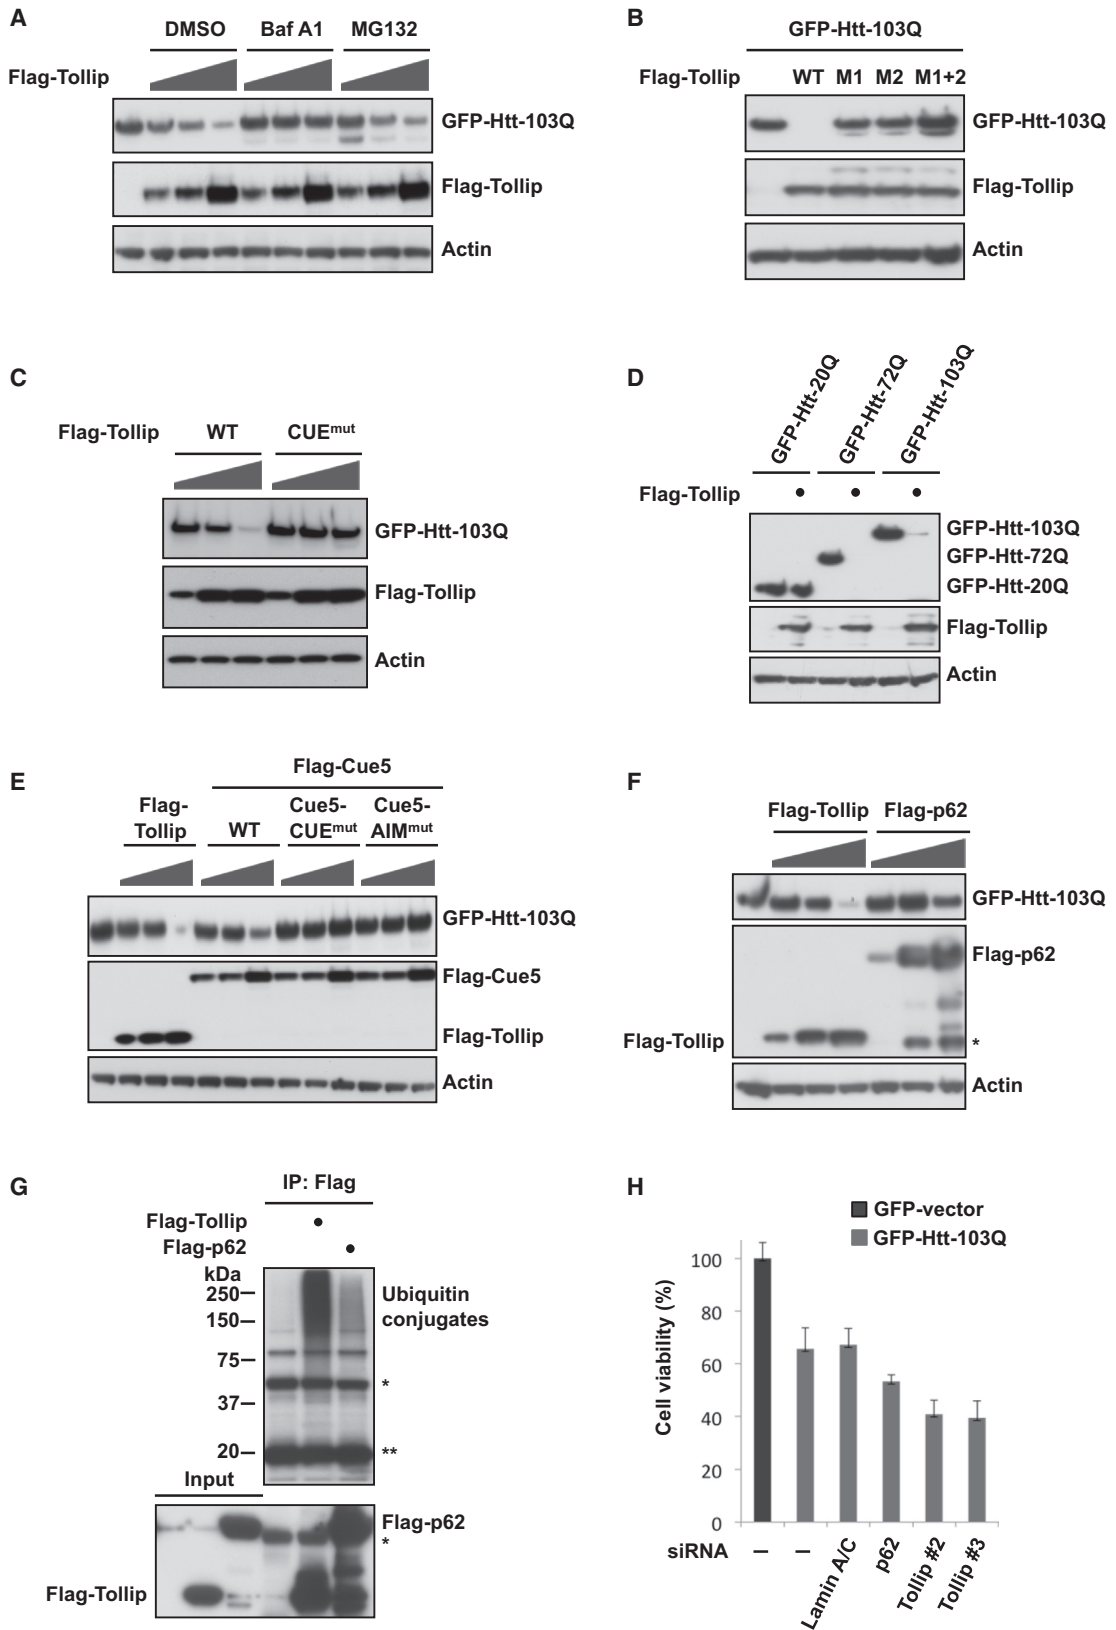 A
DMSO Baf A1 MG132
Flag-Tollip
GFP-Htt-103Q
Flag-Tollip
Actin
B
GFP-Htt-103Q
Flag-Tollip WT M1 M2 M1+2
GFP-Htt-103Q
Flag-Tollip
Actin
C
Flag-Tollip WT CUEmut
GFP-Htt-103Q
Flag-Tollip
Actin
D
GFP-Htt-20Q
GFP-Htt-72Q
GFP-Htt-103Q
Flag-Tollip • • •
GFP-Htt-103Q
GFP-Htt-72Q
GFP-Htt-20Q
Flag-Tollip
Actin
E
Flag-Cue5
Flag- Cue5- Cue5-
Tollip WT CUEmut AIMmut
GFP-Htt-103Q
Flag-Cue5
Flag-Tollip
Actin
F
Flag-Tollip Flag-p62
GFP-Htt-103Q
Flag-p62
Flag-Tollip *
Actin
G
IP: Flag
Flag-Tollip •
Flag-p62 •
kDa
250
150
75
37
20
Ubiquitin
conjugates
*
**
Input
Flag-p62
*
Flag-Tollip
H
GFP-vector
GFP-Htt-103Q
Cell viability (%)
100
80
60
40
20
0
siRNA – – Lamin A/C p62 Tollip #2 Tollip #3